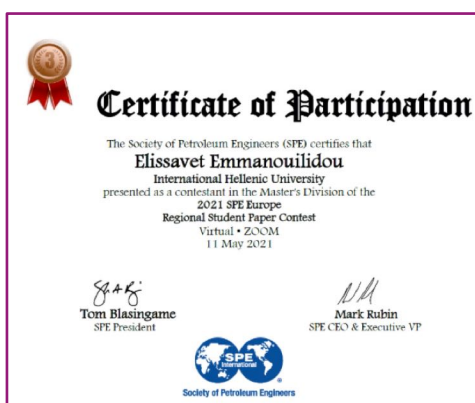 3
Certificate of Participation
The Society of Petroleum Engineers (SPE) certifies that
Elissavet Emmanouilidou
International Hellenic University
presented as a contestant in the Master's Division of the
2021 SPE Europe
Regional Student Paper Contest
Virtual • ZOOM
11 May 2021
Tom Blasingame
SPE President
Mark Rubin
SPE CEO & Executive VP
SPE
International
Society of Petroleum Engineers